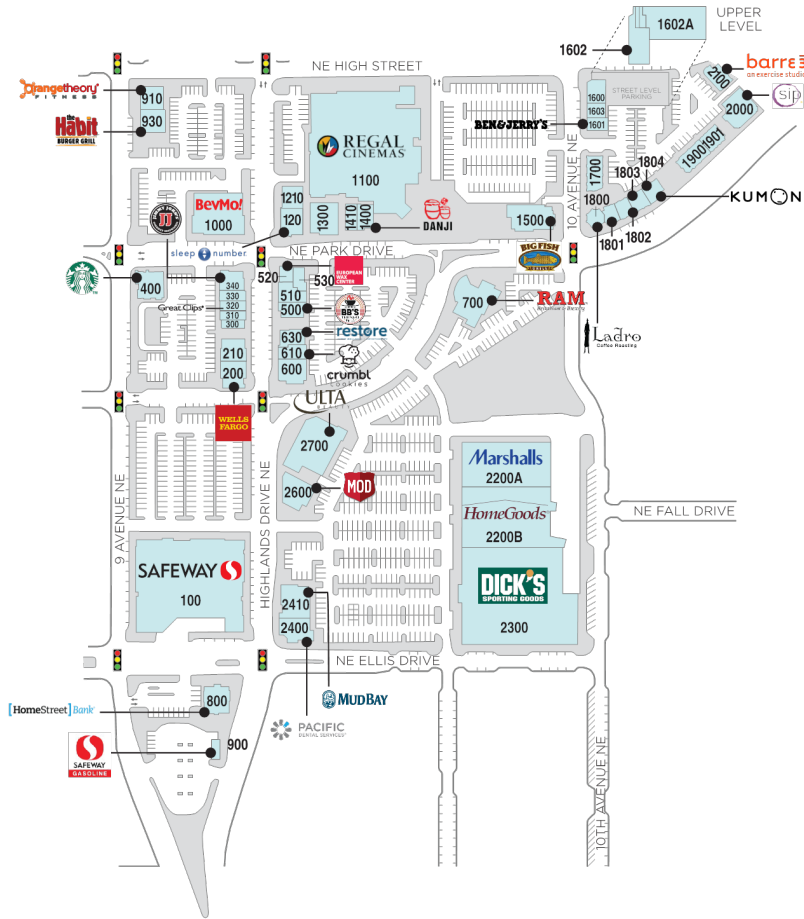 UPPER
LEVEL
1602A
1602
NE HIGH STREET
barre3
an exercise studio
2100
sip
2000
STREET LEVEL
PARKING
orangetheory
FITNESS
910
the
Habit
BURGER GRILL
930
REGAL
CINEMAS
1100
BEN & JERRY'S
1600
1603
1601
10 AVENUE NE
1900
1901
1700
1804
1803
1800
KUMON
1801
1802
JJ
BevMo!
1000
1210
120
1300
1410
1400
DANJI
1500
sleep number
NE PARK DRIVE
BIG FISH
GRILL
520
530
EUROPEAN
WAX
CENTER
400
340
330
320
310
300
Great Clips
510
500
BB'S
700
RAM
630
restore
Ladro
Coffee Roasting
210
610
crumbl
cookies
200
600
ULTA
BEAUTY
WELLS
FARGO
2700
Marshalls
2200A
2600
MOD
HomeGoods
2200B
NE FALL DRIVE
9 AVENUE NE
HIGHLANDS DRIVE NE
SAFEWAY
100
DICK'S
SPORTING GOODS
2300
2410
2400
NE ELLIS DRIVE
MUDBAY
[HomeStreet] Bank
800
PACIFIC
DENTAL SERVICES
900
SAFEWAY
GASOLINE
10TH AVENUE NE